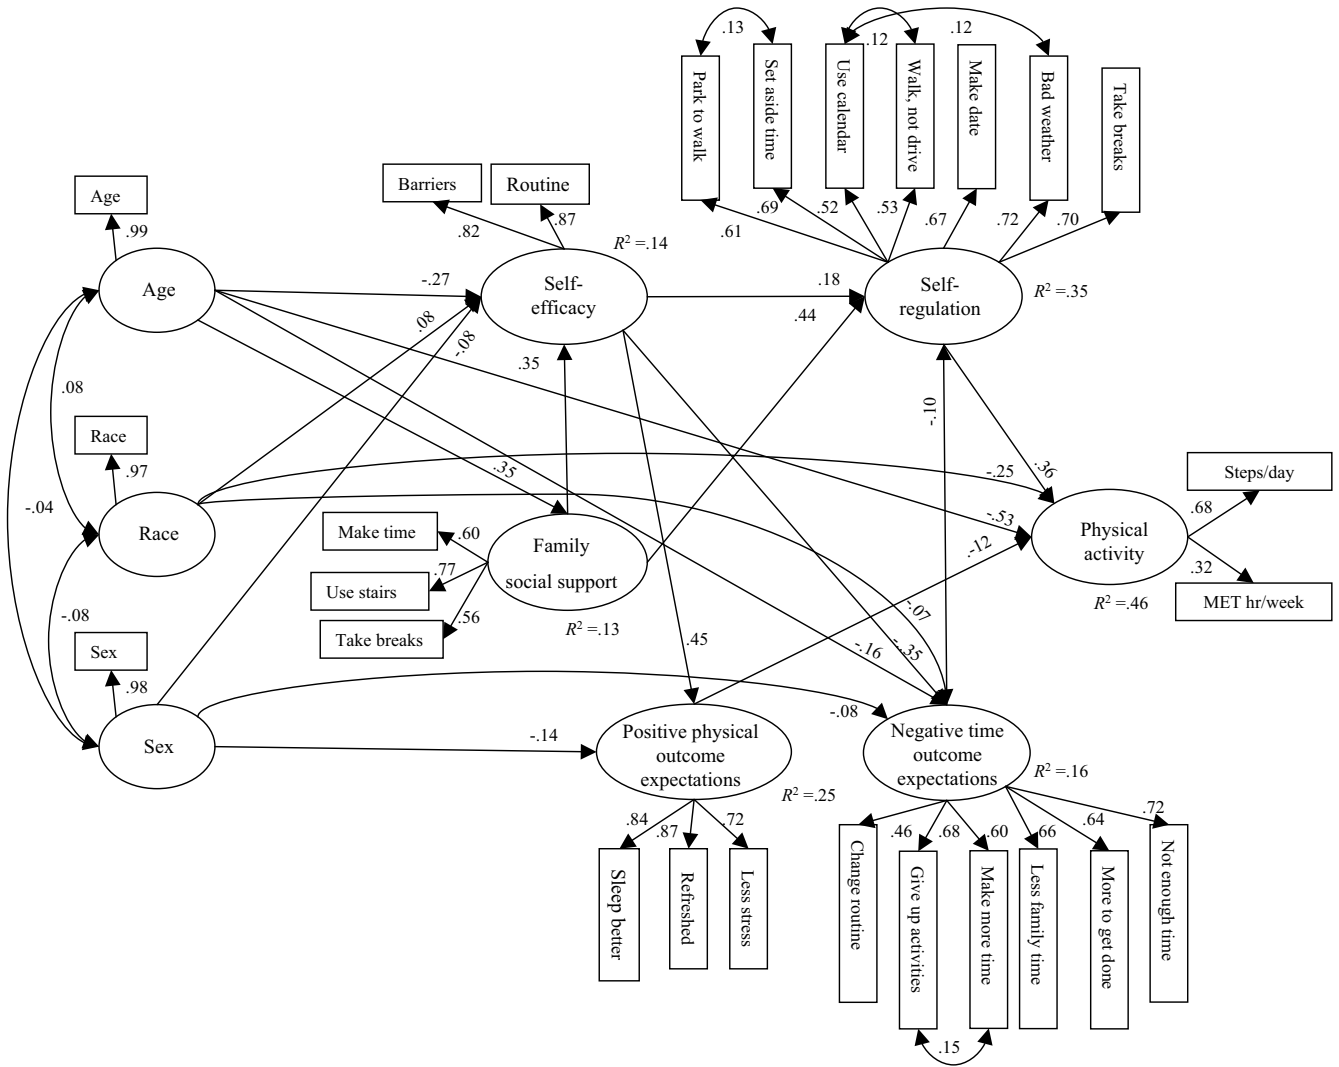 .13
.12
.12
Park to walk
Set aside time
Use calendar
Walk, not drive
Make date
Bad weather
Take breaks
Age
.99
Barriers
Routine
.82
.87
R² =.14
.61
.69
.52
.53
.67
.72
.70
Age
-.27
Self-
efficacy
.18
Self-
regulation
R² =.35
.08
-.08
.44
.35
.08
-.10
Race
.97
.35
-.25
.36
Steps/day
.68
-.04
Race
Make time
.60
Family
social support
-.53
Physical
activity
.77
Use stairs
-.12
.32
MET hr/week
.56
Take breaks
R² =.13
-.07
R² =.46
-.08
Sex
.98
.45
-.16
-.35
-.08
Sex
-.14
Positive physical
outcome
expectations
R² =.25
Negative time
outcome
expectations
R² =.16
.84
.87
.72
.46
.68
.60
.66
.64
.72
Sleep better
Refreshed
Less stress
Change routine
Give up activities
Make more time
Less family time
More to get done
Not enough time
.15